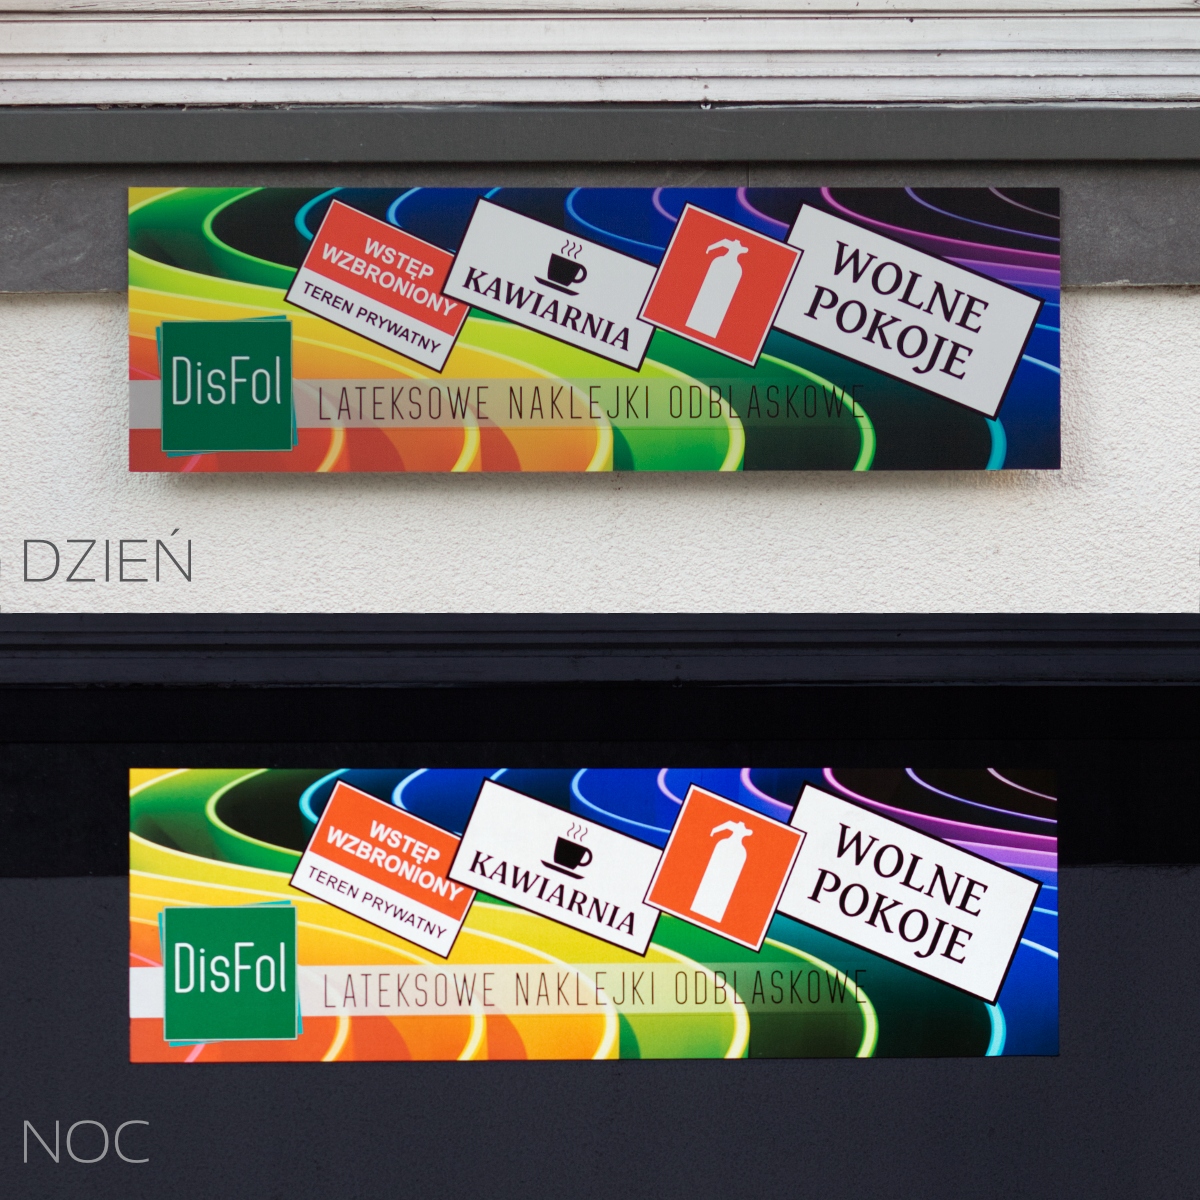 WSTĘP
WZBRONIONY
TEREN PRYWATNY
KAWIARNIA
WOLNE
POKOJE
DisFol
LATEKSOWE NAKLEJKI ODBLASKOWE
DZIEŃ
WSTĘP
WZBRONIONY
TEREN PRYWATNY
KAWIARNIA
WOLNE
POKOJE
DisFol
LATEKSOWE NAKLEJKI ODBLASKOWE
NOC